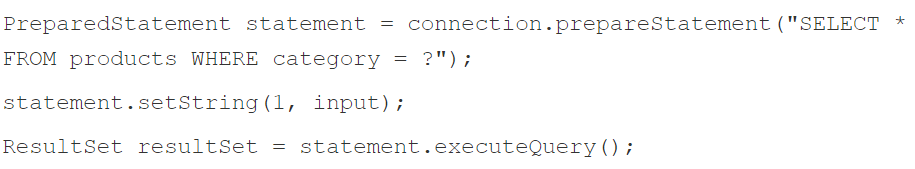 PreparedStatement statement = connection.prepareStatement("SELECT *
FROM products WHERE category = ?");
statement.setString(1, input);
ResultSet resultSet = statement.executeQuery();